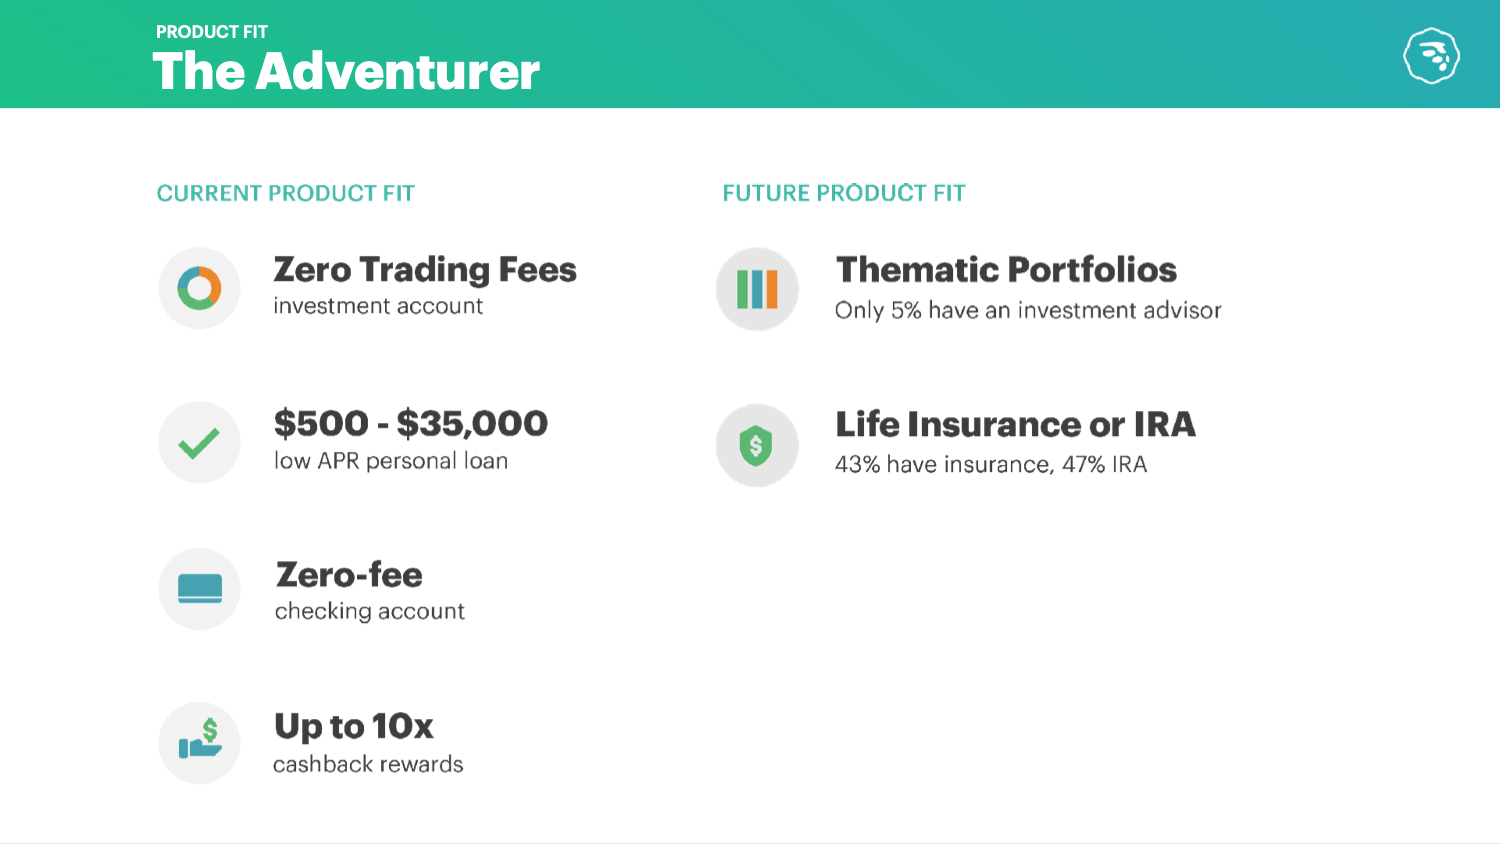 PRODUCT FIT
The Adventurer
CURRENT PRODUCT FIT
Zero Trading Fees
investment account
$500 - $35,000
low APR personal loan
Zero-fee
checking account
Up to 10x
cashback rewards
FUTURE PRODUCT FIT
Thematic Portfolios
Only 5% have an investment advisor
Life Insurance or IRA
$
43% have insurance, 47% IRA
$